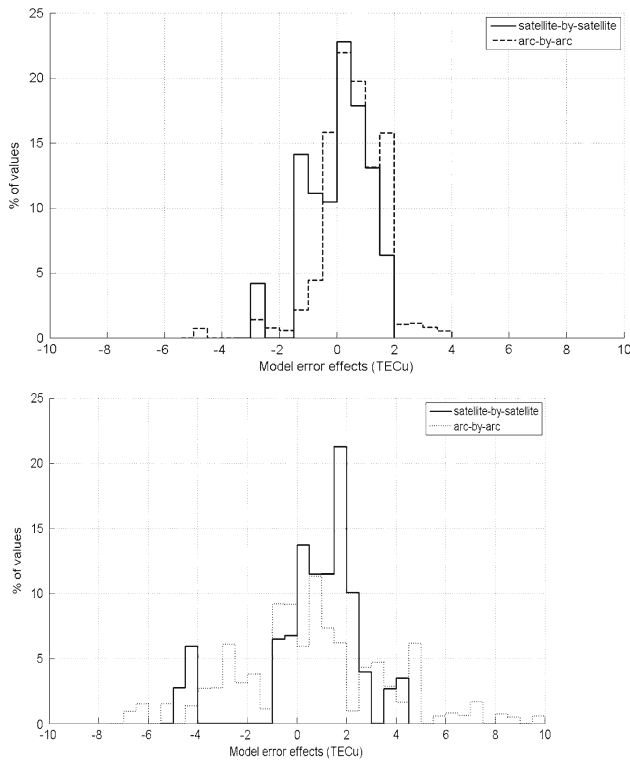 25
20
15
10
5
0
% of values
-10 -8 -6 -4 -2 0 2 4 6 8 10
Model error effects (TECu)
satellite-by-satellite
arc-by-arc
25
20
15
10
5
0
% of values
-10 -8 -6 -4 -2 0 2 4 6 8 10
Model error effects (TECu)
satellite-by-satellite
arc-by-arc